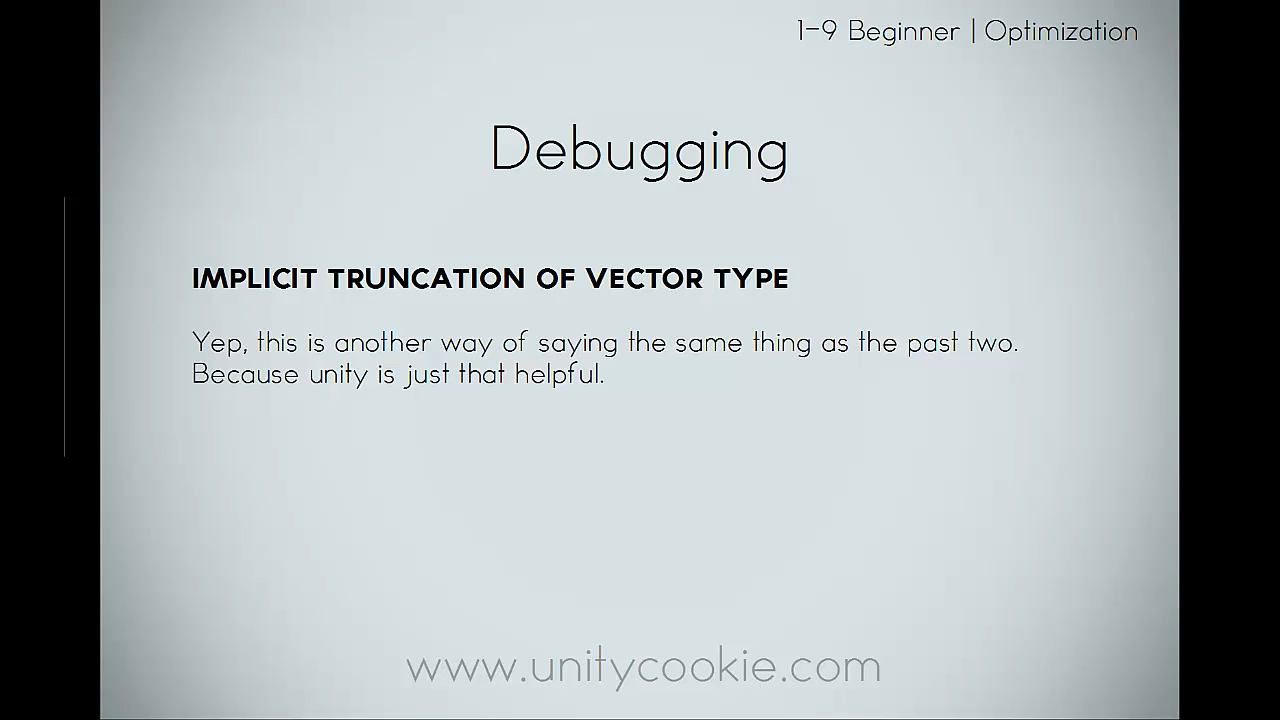 1-9 Beginner | Optimization
Debugging
IMPLICIT TRUNCATION OF VECTOR TYPE
Yep, this is another way of saying the same thing as the past two.
Because unity is just that helpful.
www.unitycookie.com